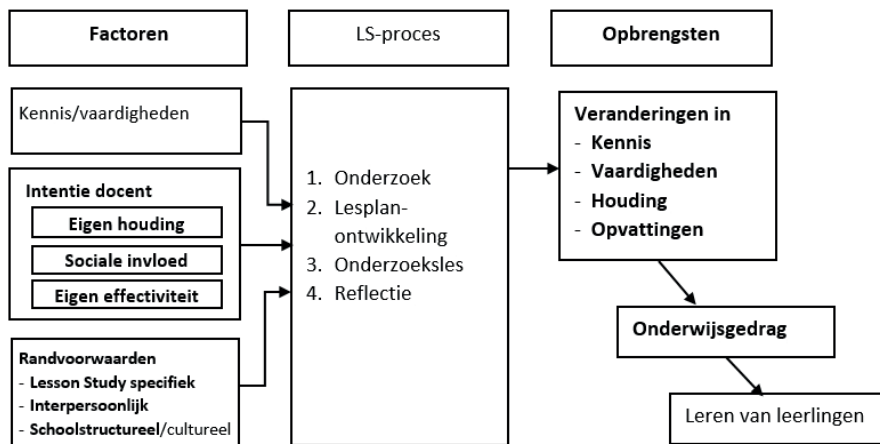 Factoren
LS-proces
Opbrengsten
Kennis/vaardigheden
Intentie docent
Eigen houding
Sociale invloed
Eigen effectiviteit
Randvoorwaarden
- Lesson Study specifiek
- Interpersoonlijk
- Schoolstructureel/cultureel
1. Onderzoek
2. Lesplan-
ontwikkeling
3. Onderzoeksles
4. Reflectie
Veranderingen in
- Kennis
- Vaardigheden
- Houding
- Opvattingen
Onderwijsgedrag
Leren van leerlingen